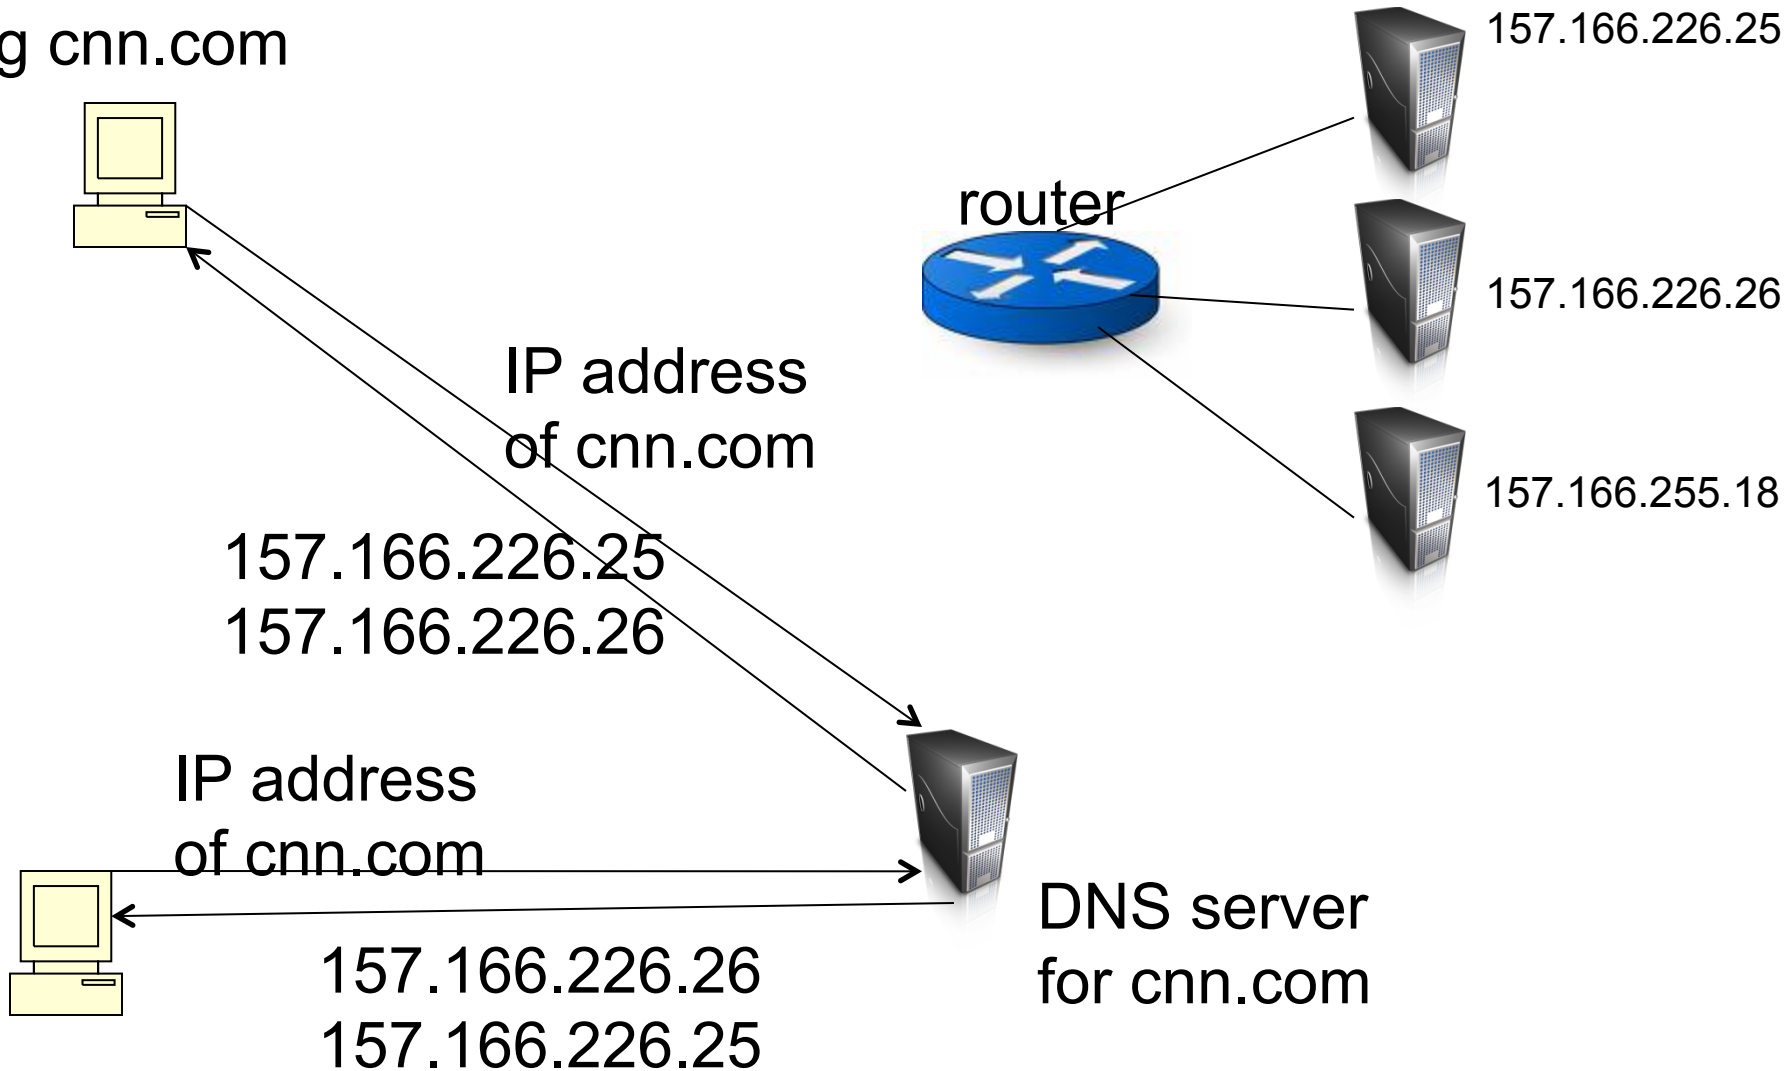 g cnn.com
157.166.226.25
router
157.166.226.26
IP address
of cnn.com
157.166.255.18
157.166.226.25
157.166.226.26
IP address
of cnn.com
DNS server
for cnn.com
157.166.226.26
157.166.226.25